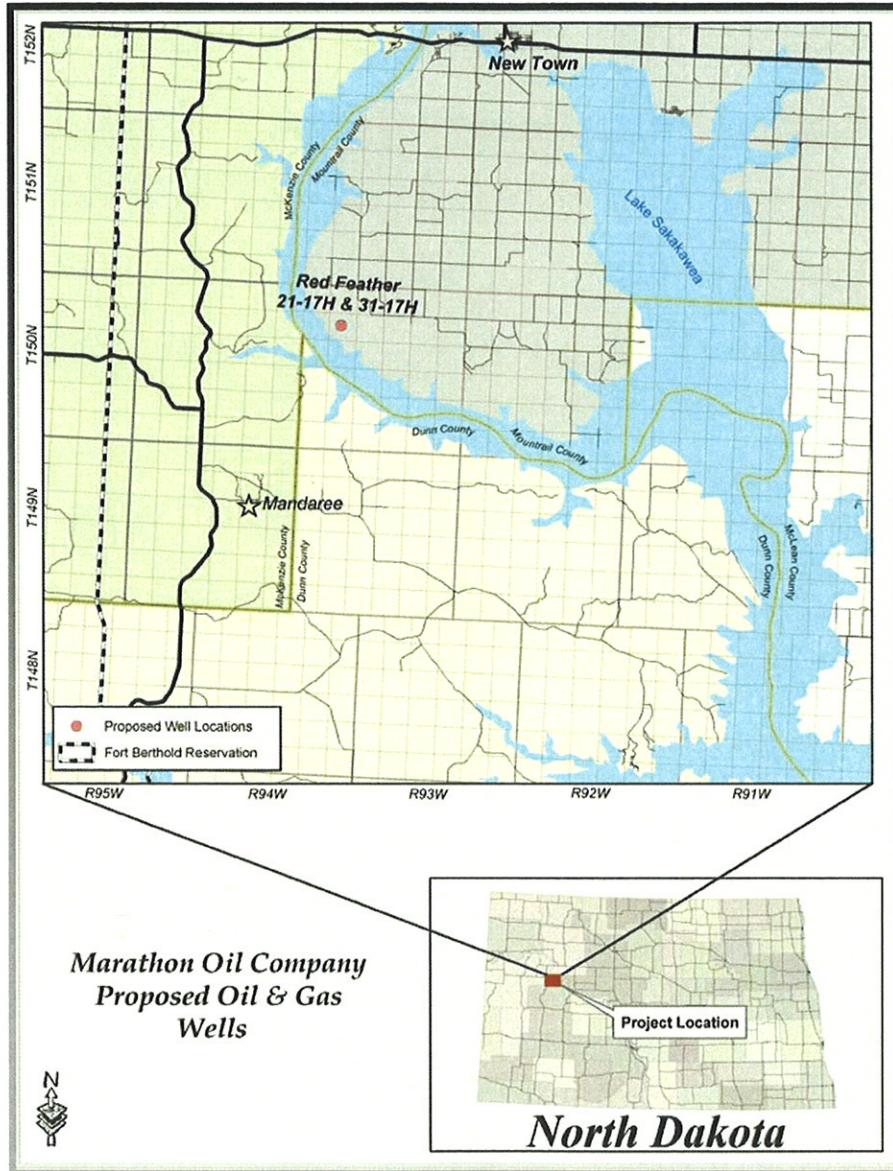 T152N
New Town
T151N
McKenzie County
Mountrail County
Lake Sakakawea
Red Feather
21-17H & 31-17H
T150N
Dunn County
Mountrail County
T149N
Mandaree
McKenzie County
Dunn County
Dunn County
McLean County
T148N
Proposed Well Locations
Fort Berthold Reservation
R95W
R94W
R93W
R92W
R91W
Marathon Oil Company
Proposed Oil & Gas
Wells
Project Location
N
North Dakota